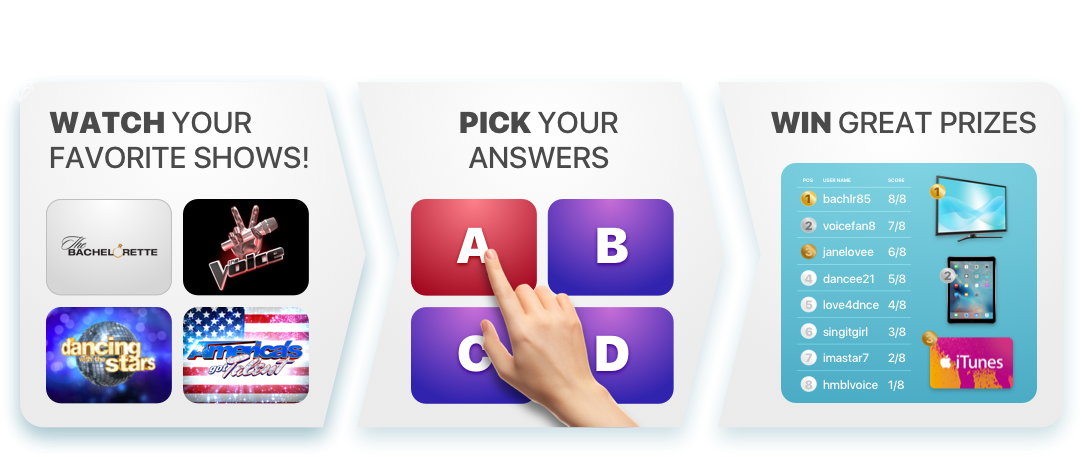 WATCH YOUR
FAVORITE SHOWS!
The
BACHELORETTE
THE
Voice
dancing
with the
stars
America's
got Talent
PICK YOUR
ANSWERS
A
B
C
D
WIN GREAT PRIZES
POS USER NAME SCORE
1 bachlr85 8/8
2 voicefan8 7/8
3 janelovee 6/8
4 dancee21 5/8
5 love4dnce 4/8
6 singitgirl 3/8
7 imastar7 2/8
8 hmblvoice 1/8
1
2
3
iTunes